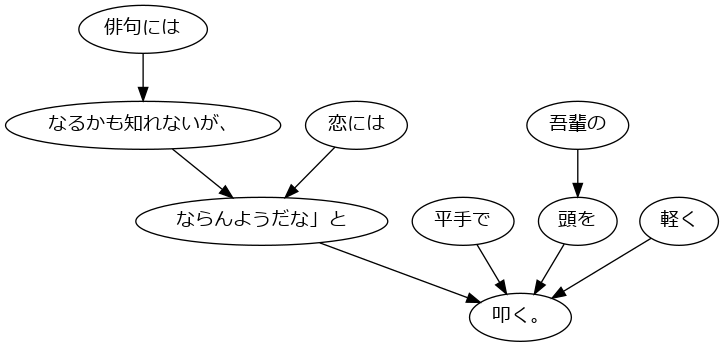 俳句には
なるかも知れないが、
恋には
吾輩の
ならんようだな」と
平手で
頭を
軽く
叩く。